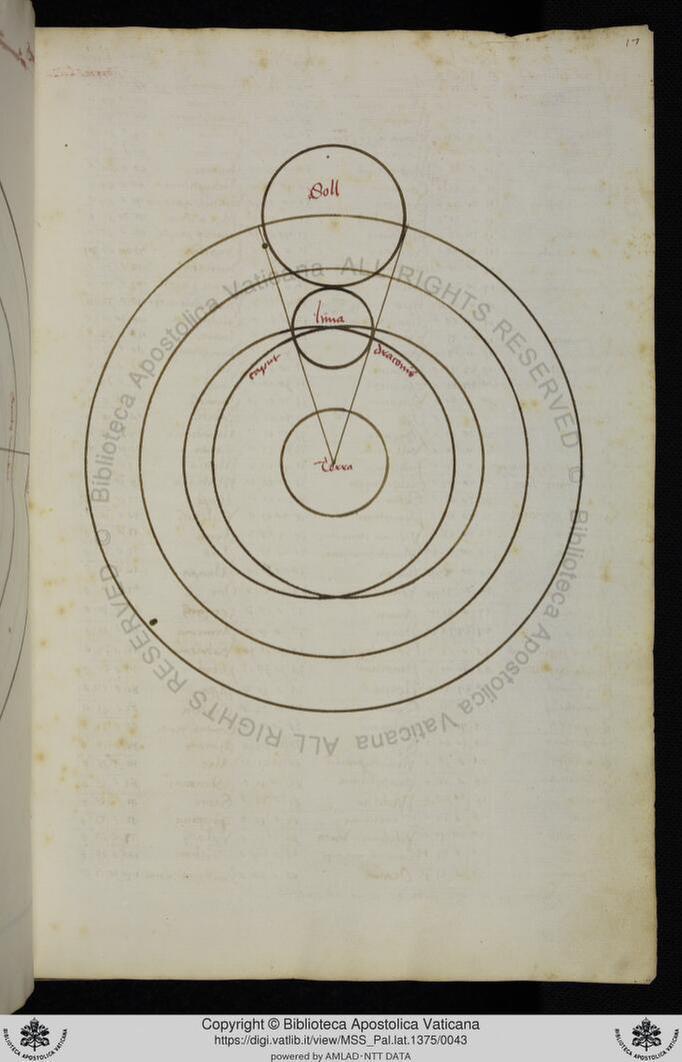 17
Soll
luna
caput
draconis
Terra
© Biblioteca Apostolica Vaticana ALL RIGHTS RESERVED
© Biblioteca Apostolica Vaticana ALL RIGHTS RESERVED
Copyright © Biblioteca Apostolica Vaticana
https://digi.vatlib.it/view/MSS_Pal.lat.1375/0043
powered by AMLAD·NTT DATA
BIBLIOTECA APOSTOLICA VATICANA
BIBLIOTECA APOSTOLICA VATICANA